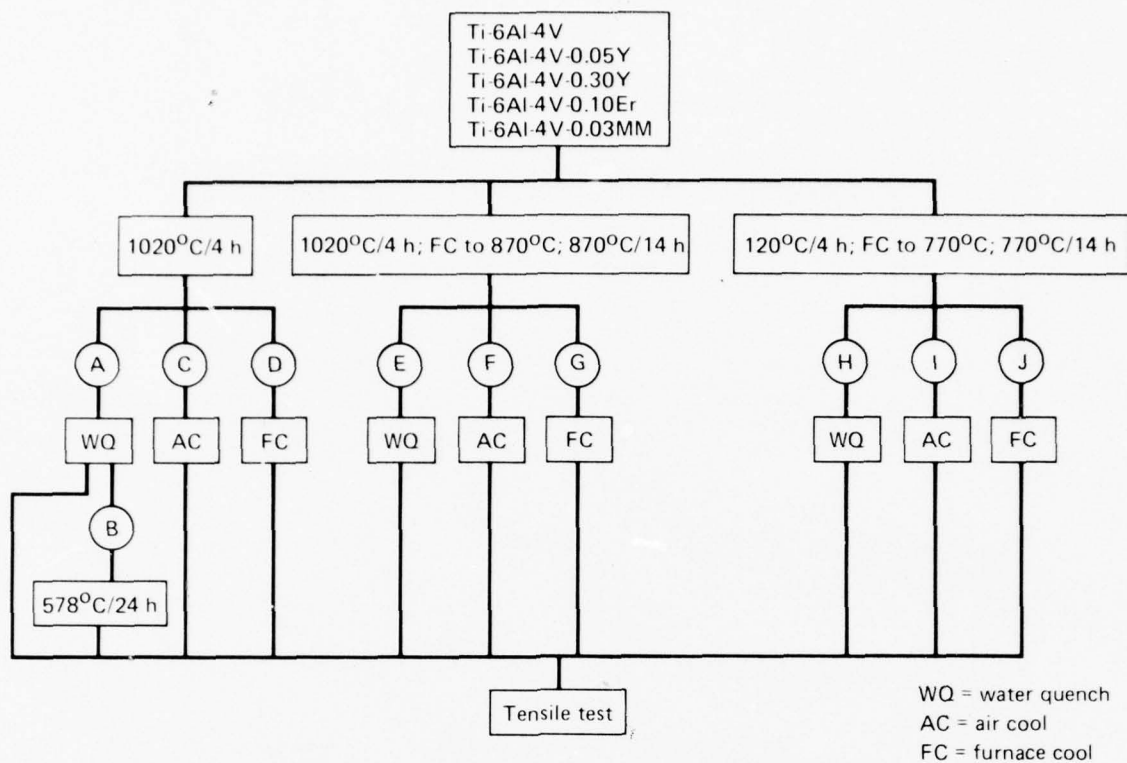 Ti-6Al-4V
Ti-6Al-4V-0.05Y
Ti-6Al-4V-0.30Y
Ti-6Al-4V-0.10Er
Ti-6Al-4V-0.03MM
1020°C/4 h
1020°C/4 h; FC to 870°C; 870°C/14 h
120°C/4 h; FC to 770°C; 770°C/14 h
A C D E F G H I J
WQ AC FC WQ AC FC WQ AC FC
B
578°C/24 h
Tensile test
WQ = water quench
AC = air cool
FC = furnace cool